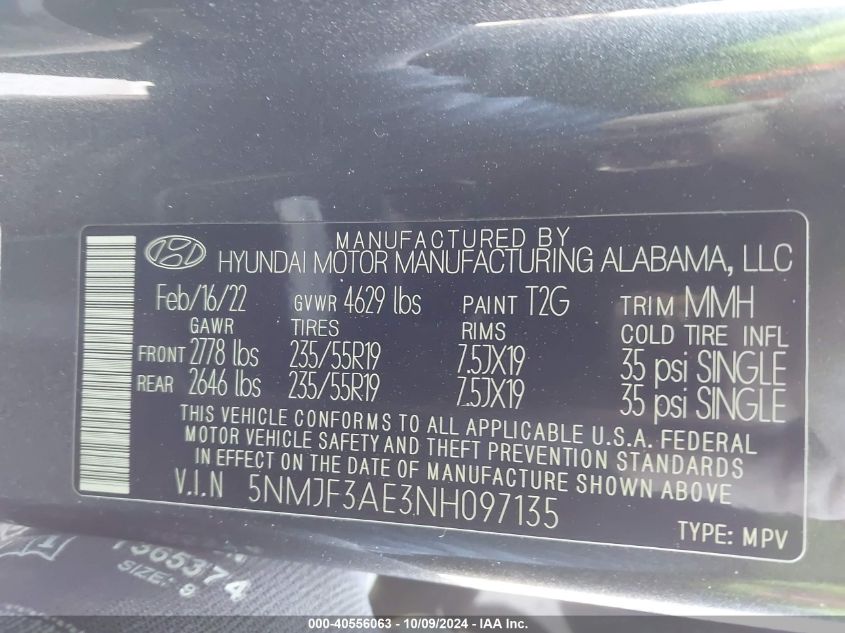 MANUFACTURED BY
HYUNDAI MOTOR MANUFACTURING ALABAMA, LLC
Feb/16/22 GVWR 4629 lbs PAINT T2G TRIM MMH
GAWR TIRES RIMS COLD TIRE INFL
FRONT 2778 lbs 235/55R19 7.5JX19 35 psi SINGLE
REAR 2646 lbs 235/55R19 7.5JX19 35 psi SINGLE
THIS VEHICLE CONFORMS TO ALL APPLICABLE U.S.A. FEDERAL
MOTOR VEHICLE SAFETY AND THEFT PREVENTION STANDARDS
IN EFFECT ON THE DATE OF MANUFACTURE SHOWN ABOVE
V.I.N 5NMJF3AE3NH097135
TYPE: MPV
SIZE: 8
000-40556063 - 10/09/2024 - IAA Inc.